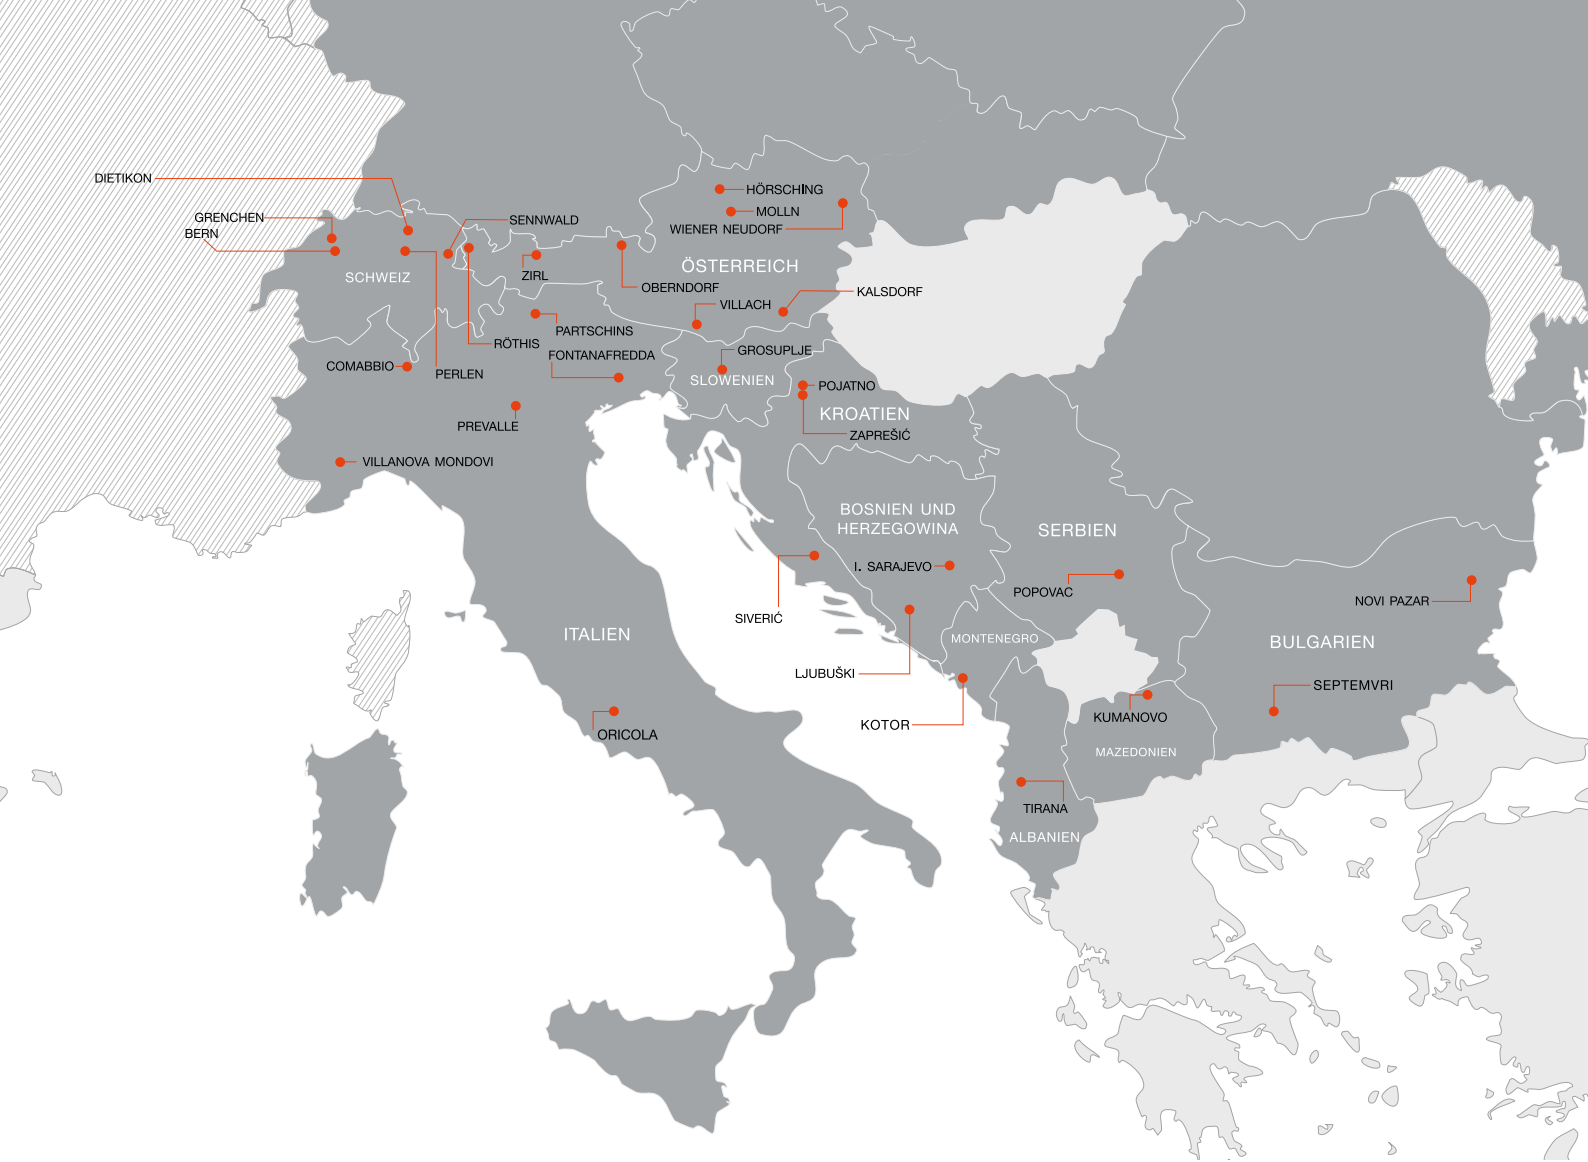 DIETIKON
HÖRSCHING
MOLLN
GRENCHEN
SENNWALD
WIENER NEUDORF
BERN
ÖSTERREICH
SCHWEIZ
ZIRL
OBERNDORF
KALSDORF
VILLACH
PARTSCHINS
RÖTHIS
GROSUPLJE
FONTANAFREDDA
COMABBIO
PERLEN
SLOWENIEN
POJATNO
KROATIEN
PREVALLE
ZAPREŠIĆ
VILLANOVA MONDOVI
BOSNIEN UND
HERZEGOWINA
SERBIEN
I. SARAJEVO
POPOVAC
NOVI PAZAR
SIVERIĆ
ITALIEN
MONTENEGRO
BULGARIEN
LJUBUŠKI
SEPTEMVRI
KUMANOVO
KOTOR
ORICOLA
MAZEDONIEN
TIRANA
ALBANIEN